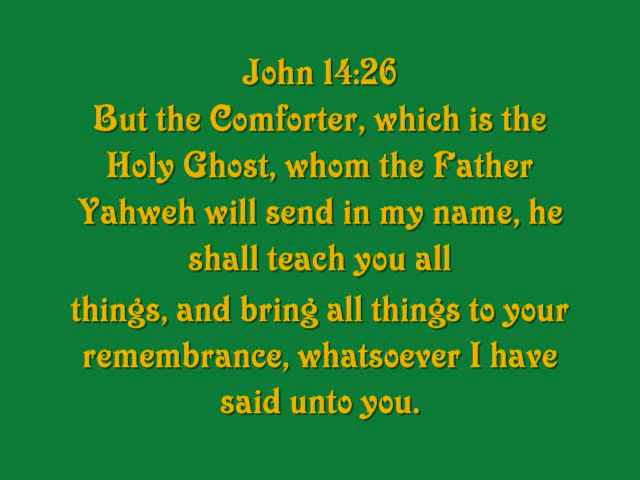 John 14:26
But the Comforter, which is the
Holy Ghost, whom the Father
Yahweh will send in my name, he
shall teach you all
things, and bring all things to your
remembrance, whatsoever I have
said unto you.